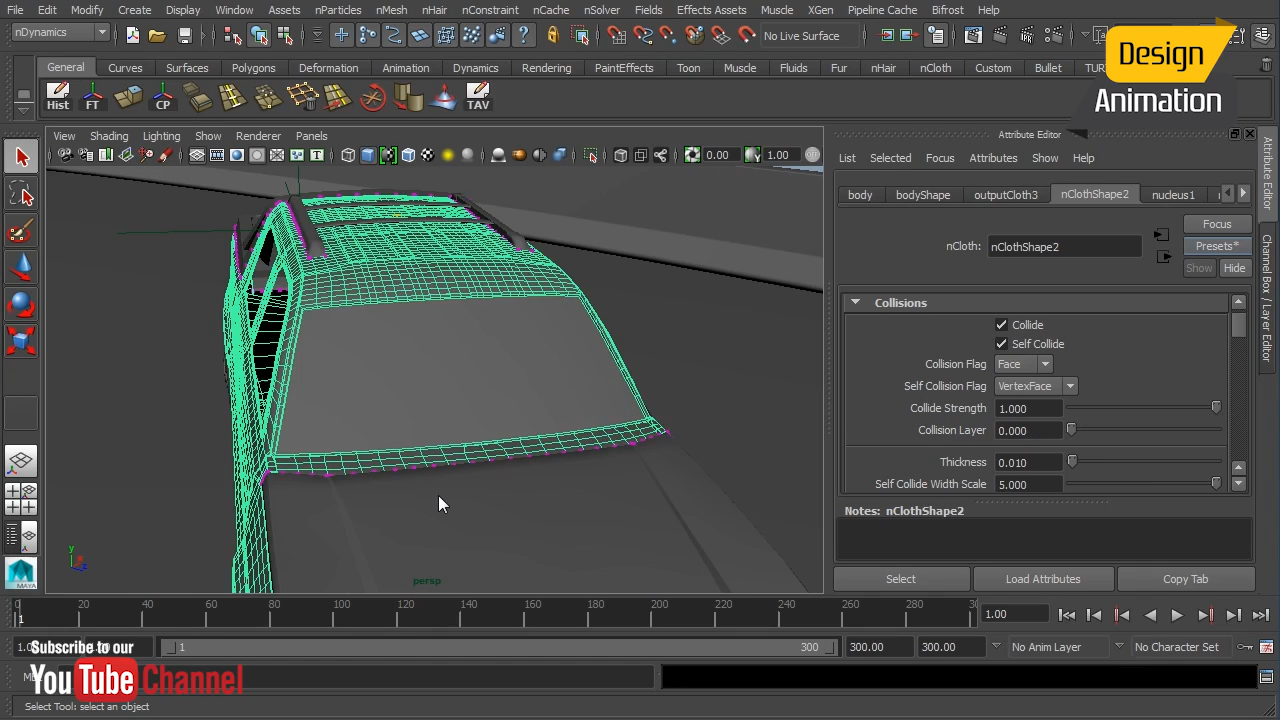 File Edit Modify Create Display Window Assets nParticles nMesh nHair nConstraint nCache nSolver Fields Effects Assets Muscle XGen Pipeline Cache Bifrost Help
nDynamics No Live Surface
Design
Animation
General Curves Surfaces Polygons Deformation Animation Dynamics Rendering PaintEffects Toon Muscle Fluids Fur nHair nCloth Custom Bullet
Hist FT CP TAV
View Shading Lighting Show Renderer Panels
0.00 1.00
Attribute Editor
List Selected Focus Attributes Show Help
body bodyShape outputCloth3 nClothShape2 nucleus1
Focus
nCloth: nClothShape2 Presets*
Show Hide
Collisions
Collide
Self Collide
Collision Flag Face
Self Collision Flag VertexFace
Collide Strength 1.000
Collision Layer 0.000
Thickness 0.010
Self Collide Width Scale 5.000
Notes: nClothShape2
Select Load Attributes Copy Tab
Attribute Editor
Channel Box / Layer Editor
y
persp
MAYA
0 20 40 60 80 100 120 140 160 180 200 220 240 260 280 1.00
1
1 300 300.00 300.00 No Anim Layer No Character Set
Subscribe to our
YouTube Channel
Select Tool: select an object